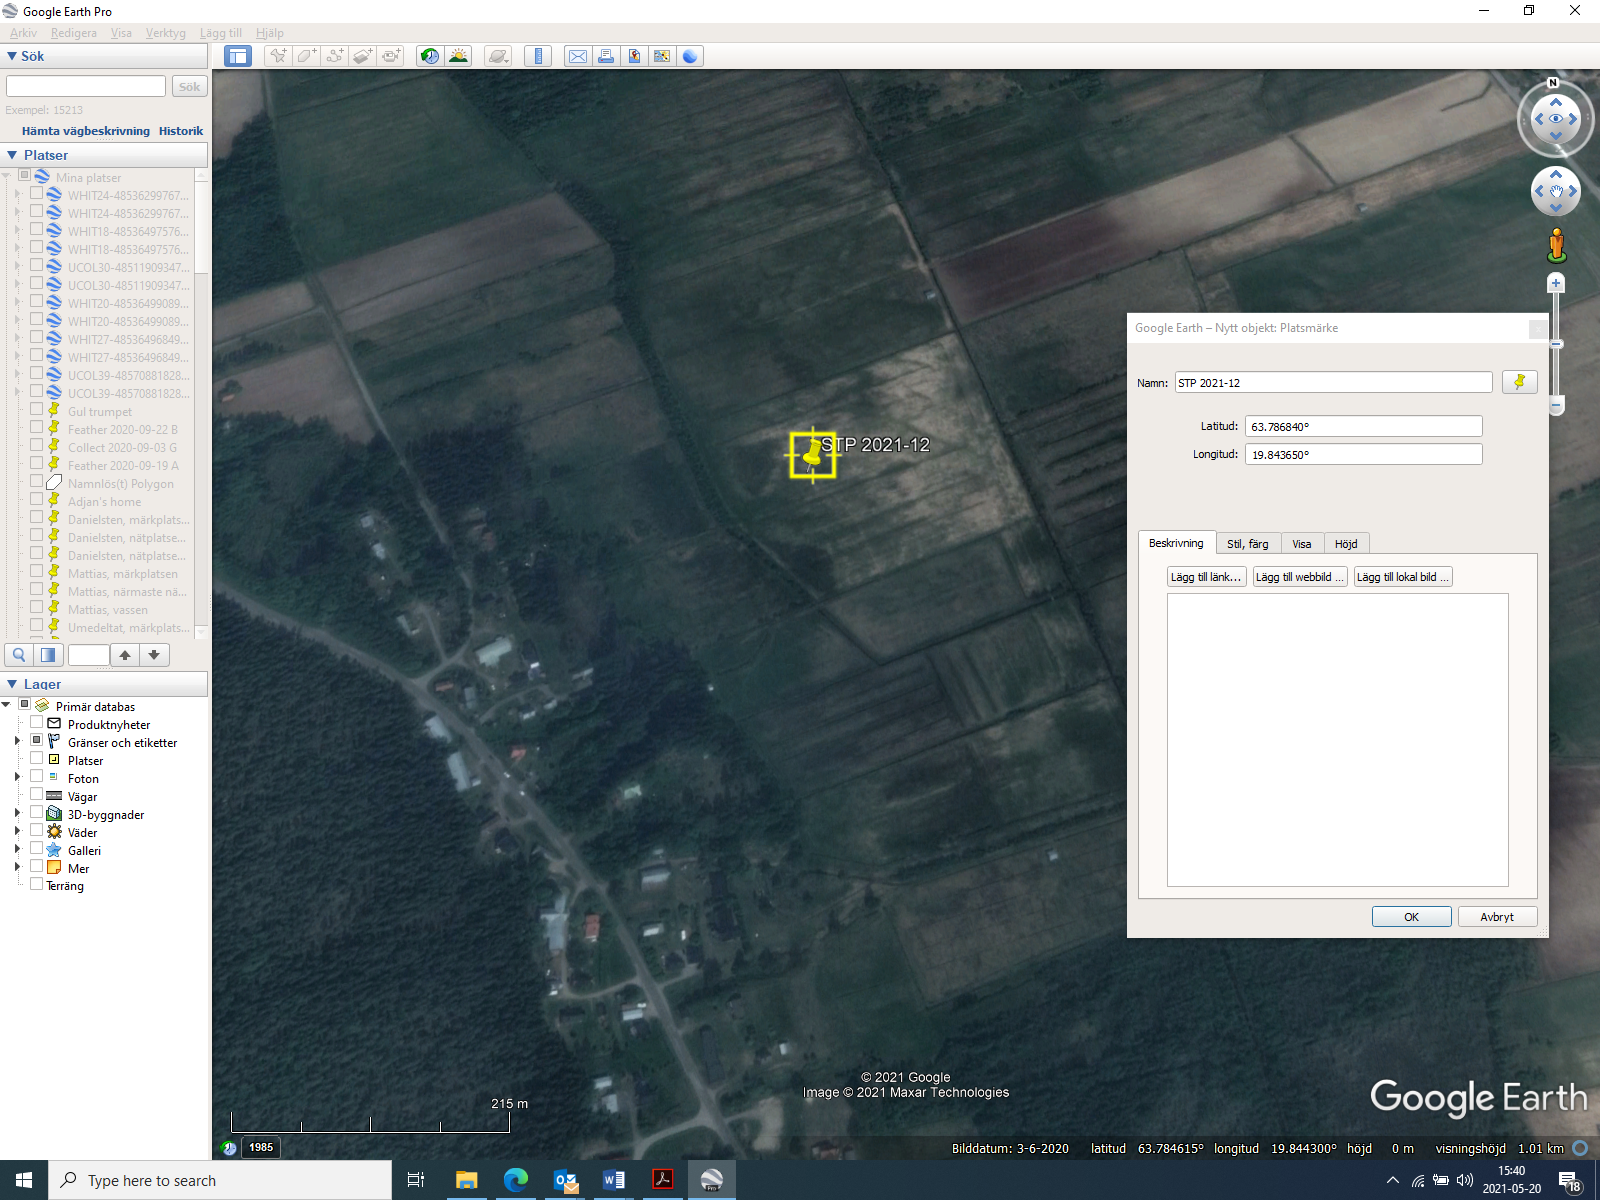 Google Earth Pro
Arkiv Redigera Visa Verktyg Lägg till Hjälp
Sök
Sök
Exempel: 15213
Hämta vägbeskrivning Historik
Platser
Mina platser
WHIT24-48536299767...
WHIT24-48536299767...
WHIT18-48536497576...
WHIT18-48536497576...
UCOL30-48511909347...
UCOL30-48511909347...
WHIT20-48536499089...
WHIT20-48536499089...
WHIT27-48536496849...
WHIT27-48536496849...
UCOL39-48570881828...
UCOL39-48570881828...
Gul trumpet
Feather 2020-09-22 B
Collect 2020-09-03 G
Feather 2020-09-19 A
Namnlös(t) Polygon
Adjan's home
Danielsten, märkplats...
Danielsten, nätplatse...
Danielsten, nätplatse...
Mattias, märkplatsen
Mattias, närmaste nä...
Mattias, vassen
Umedeltat, märkplats...
Lager
Primär databas
Produktnyheter
Gränser och etiketter
Platser
Foton
Vägar
3D-byggnader
Väder
Galleri
Mer
Terräng
N
STP 2021-12
Google Earth – Nytt objekt: Platsmärke
Namn: STP 2021-12
Latitud: 63.786840°
Longitud: 19.843650°
Beskrivning Stil, färg Visa Höjd
Lägg till länk... Lägg till webbild ... Lägg till lokal bild ...
OK Avbryt
© 2021 Google
Image © 2021 Maxar Technologies
Google Earth
215 m
1985
Bilddatum: 3-6-2020 latitud 63.784615° longitud 19.844300° höjd 0 m visningshöjd 1.01 km
Type here to search
15:40
2021-05-20
18